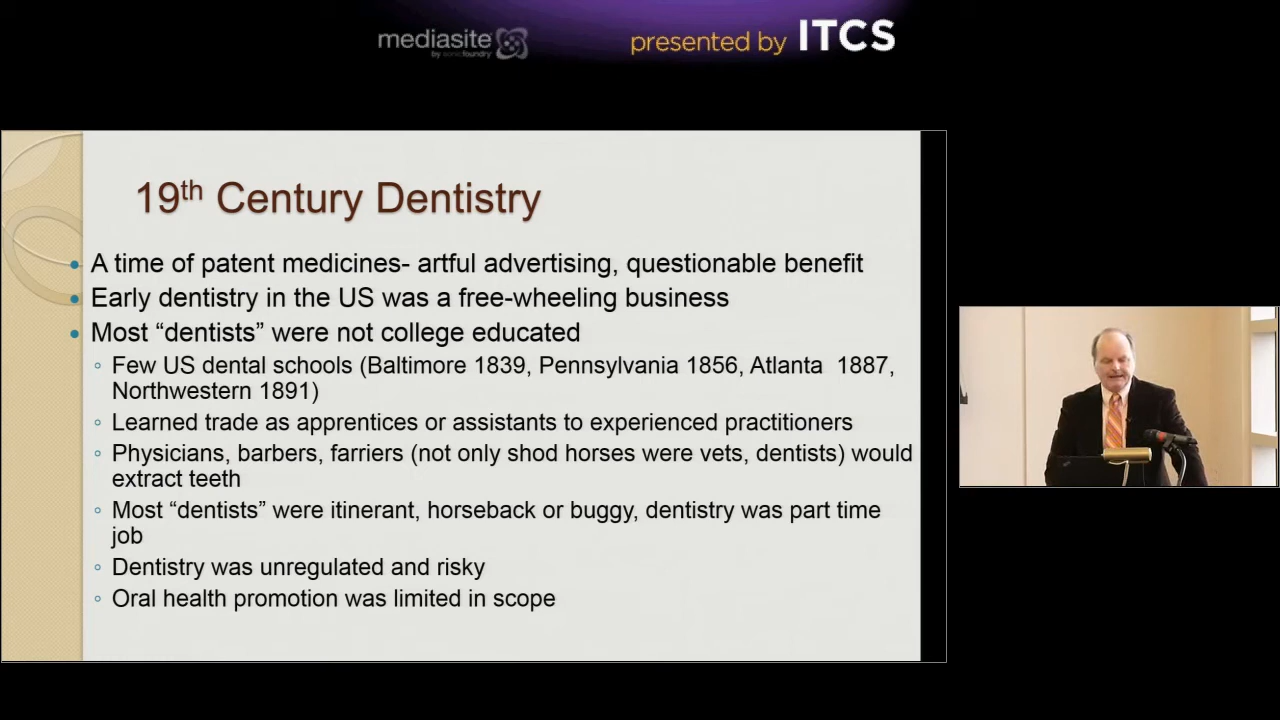 mediasite
by sonicfoundry
presented by ITCS
19th Century Dentistry
• A time of patent medicines- artful advertising, questionable benefit
• Early dentistry in the US was a free-wheeling business
• Most “dentists” were not college educated
◦ Few US dental schools (Baltimore 1839, Pennsylvania 1856, Atlanta 1887,
Northwestern 1891)
◦ Learned trade as apprentices or assistants to experienced practitioners
◦ Physicians, barbers, farriers (not only shod horses were vets, dentists) would
extract teeth
◦ Most “dentists” were itinerant, horseback or buggy, dentistry was part time
job
◦ Dentistry was unregulated and risky
◦ Oral health promotion was limited in scope